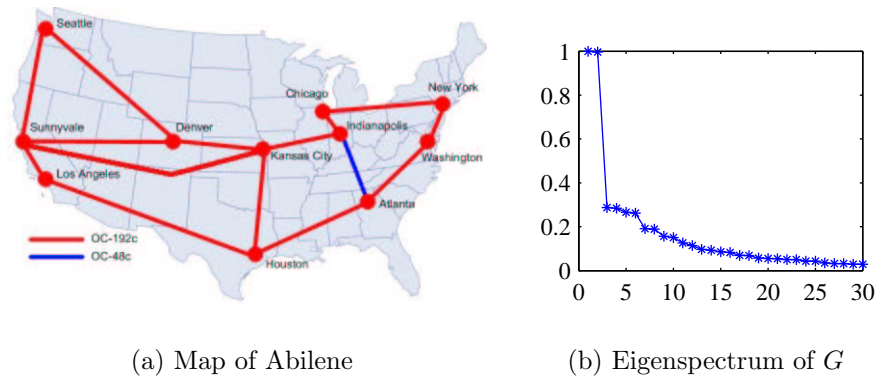 Seattle
New York
Chicago
Sunnyvale
Denver
Indianapolis
Kansas City
Washington
Los Angeles
Atlanta
OC-192c
OC-48c
Houston
(a) Map of Abilene
1
0.8
0.6
0.4
0.2
0
0 5 10 15 20 25 30
(b) Eigenspectrum of G